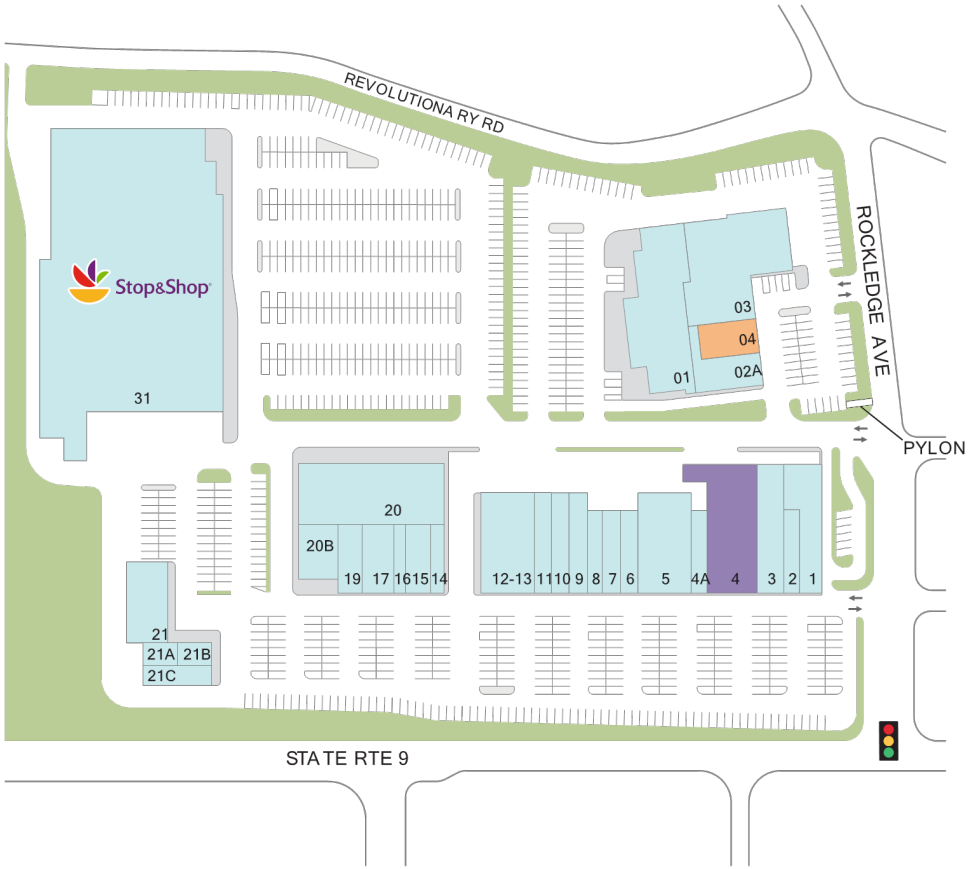 REVOLUTIONA RY RD
ROCKLEDGE AVE
Stop&Shop
03
04
01
02A
31
PYLON
20
20B
19
17
16
15
14
12-13
11
10
9
8
7
6
5
4A
4
3
2
1
21
21A
21B
21C
STATE RTE 9